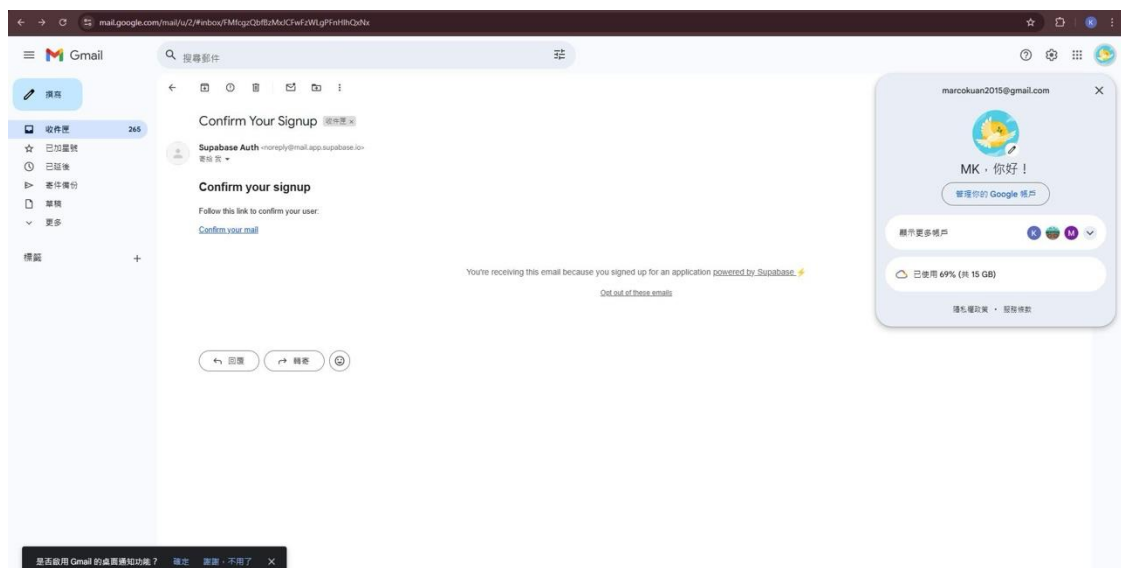 mail.google.com/mail/u/2/#inbox/FMfcgzQbfBzMxJCFwFzWLgPFnHlhQxNx
K
Gmail
搜尋郵件
撰寫
收件匣 265
已加星號
已延後
寄件備份
草稿
更多
標籤 +
Confirm Your Signup 收件匣 ×
Supabase Auth <noreply@mail.app.supabase.io>
寄給 我
Confirm your signup
Follow this link to confirm your user:
Confirm your mail
You're receiving this email because you signed up for an application powered by Supabase ⚡
Opt out of these emails
回覆 轉寄
marcokuan2015@gmail.com
MK,你好!
管理你的 Google 帳戶
顯示更多帳戶 K M
已使用 69% (共 15 GB)
隱私權政策 • 服務條款
是否啟用 Gmail 的桌面通知功能? 確定 謝謝,不用了 ×